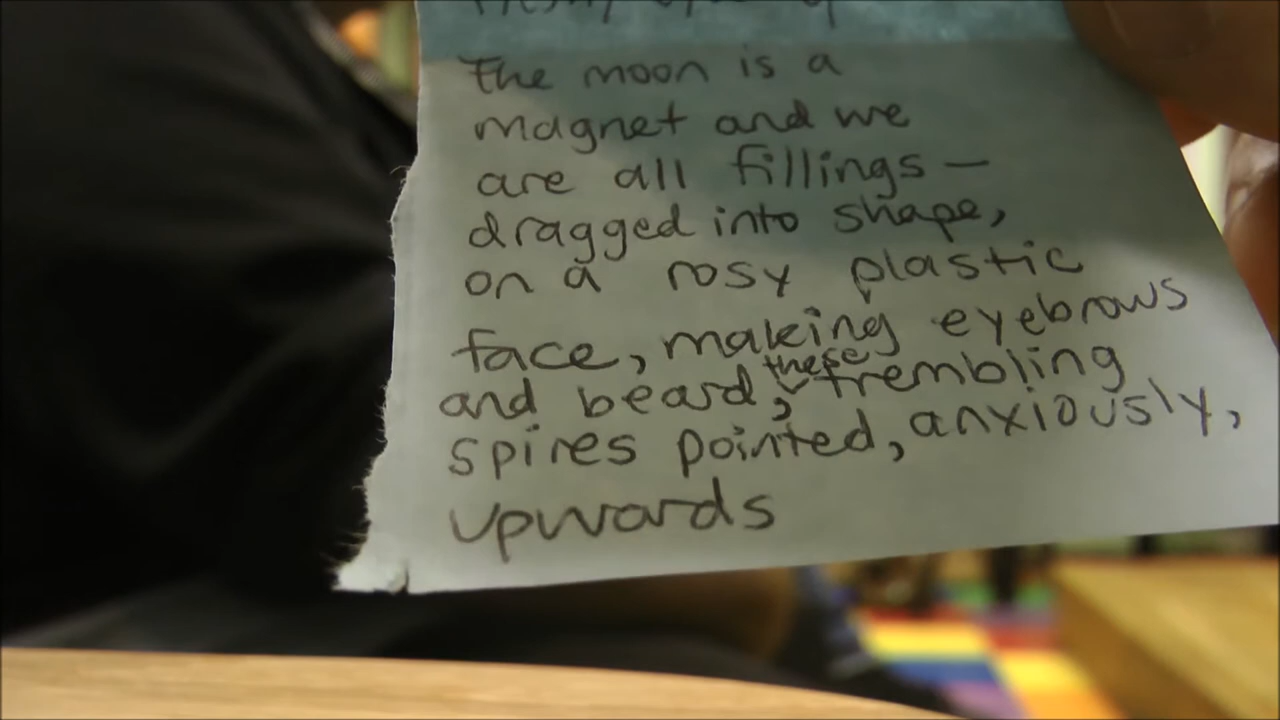 The moon is a
magnet and we
are all fillings —
dragged into shape,
on a rosy plastic
face, making eyebrows
and beard, these trembling
spires pointed, anxiously,
upwards